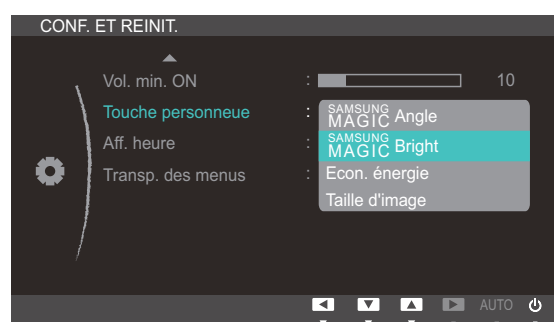 CONF. ET REINIT.
Vol. min. ON : 10
Touche personneue : SAMSUNG MAGIC Angle
SAMSUNG MAGIC Bright
Aff. heure :
Econ. énergie
Transp. des menus :
Taille d'image
AUTO